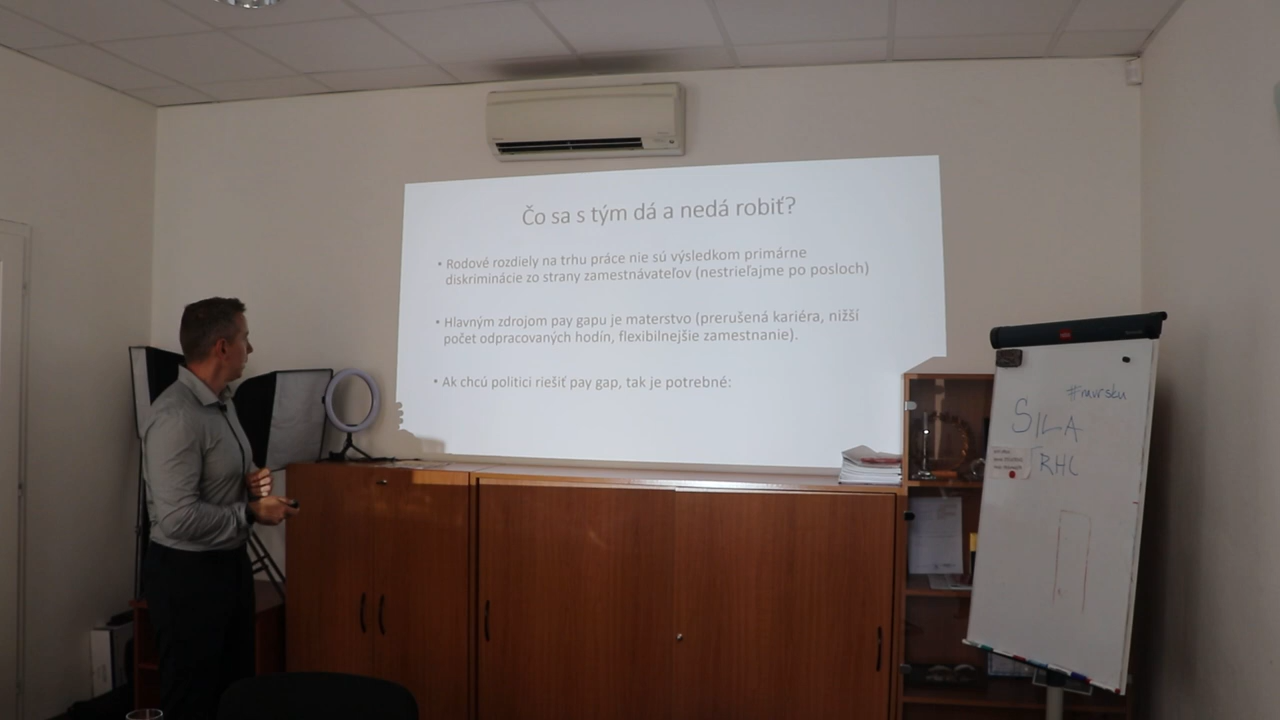 Čo sa s tým dá a nedá robiť?
• Rodové rozdiely na trhu práce nie sú výsledkom primárne
diskriminácie zo strany zamestnávateľov (nestrieľajme po posloch)
• Hlavným zdrojom pay gapu je materstvo (prerušená kariéra, nižší
počet odpracovaných hodín, flexibilnejšie zamestnanie).
• Ak chcú politici riešiť pay gap, tak je potrebné:
#mvrsku
SILA
RHC